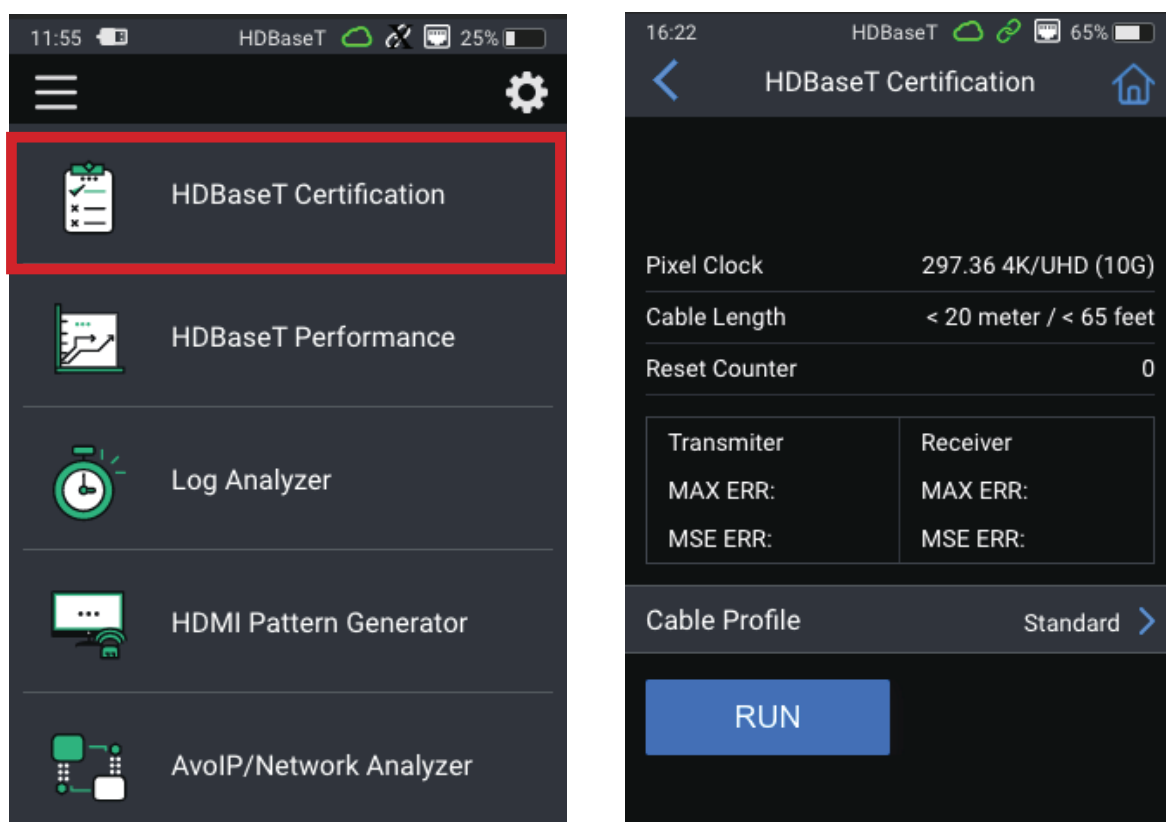 11:55 HDBaseT 25%
HDBaseT Certification
HDBaseT Performance
Log Analyzer
HDMI Pattern Generator
AvoIP/Network Analyzer
16:22 HDBaseT 65%
HDBaseT Certification
Pixel Clock 297.36 4K/UHD (10G)
Cable Length < 20 meter / < 65 feet
Reset Counter 0
Transmiter Receiver
MAX ERR: MAX ERR:
MSE ERR: MSE ERR:
Cable Profile Standard
RUN